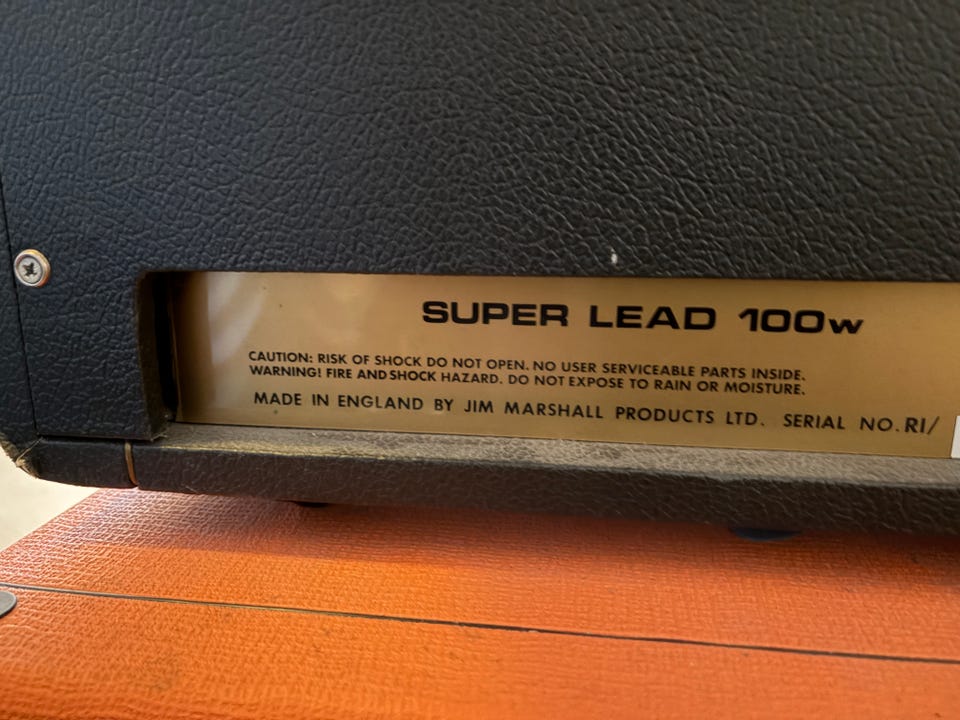 SUPER LEAD 100w
CAUTION: RISK OF SHOCK DO NOT OPEN. NO USER SERVICEABLE PARTS INSIDE.
WARNING! FIRE AND SHOCK HAZARD. DO NOT EXPOSE TO RAIN OR MOISTURE.
MADE IN ENGLAND BY JIM MARSHALL PRODUCTS LTD. SERIAL NO. RI/